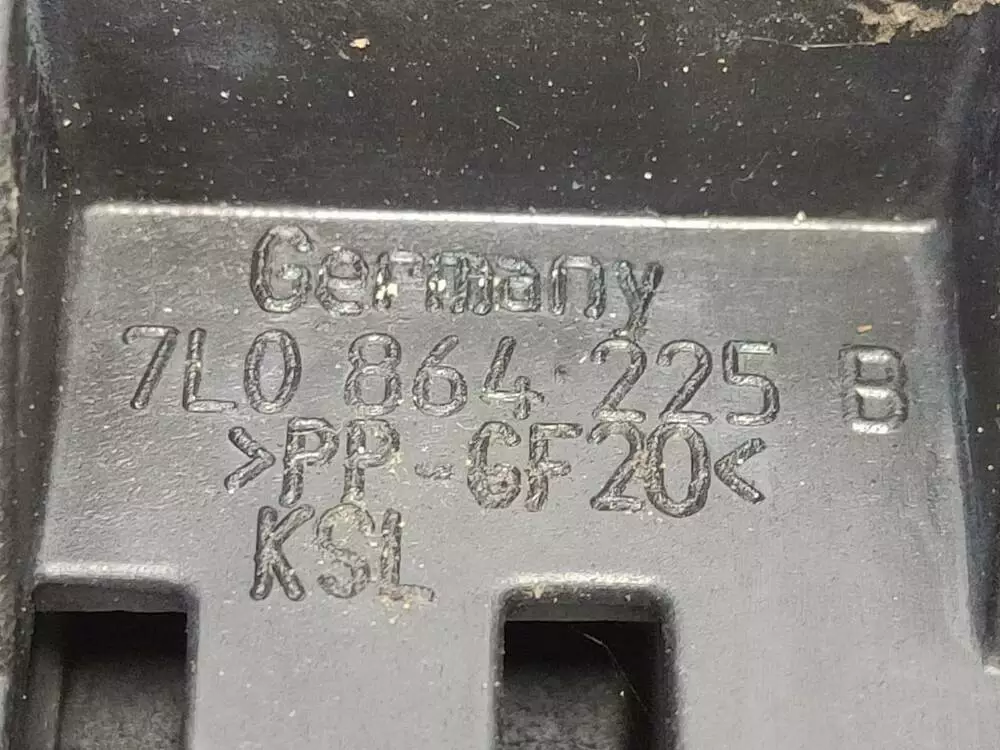 Germany
7L0 864 225 B
>PP-GF20<
KSL